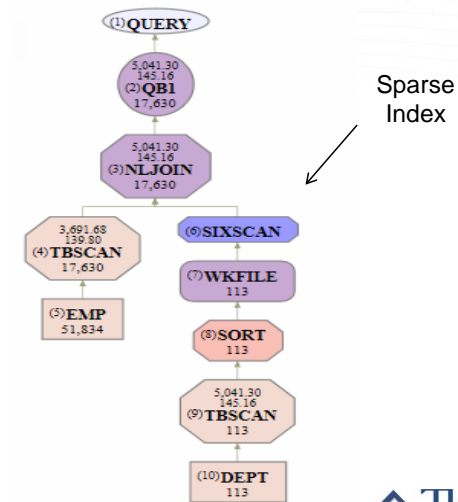 (1)QUERY
5,041.30
145.16
(2)QB1
17,630
Sparse
Index
5,041.30
145.16
(3)NLJOIN
17,630
3,691.68
139.80
(4)TBSCAN
17,630
(6)SIXSCAN
(7)WKFILE
113
(5)EMP
51,834
(8)SORT
113
5,041.30
145.16
(9)TBSCAN
113
(10)DEPT
113